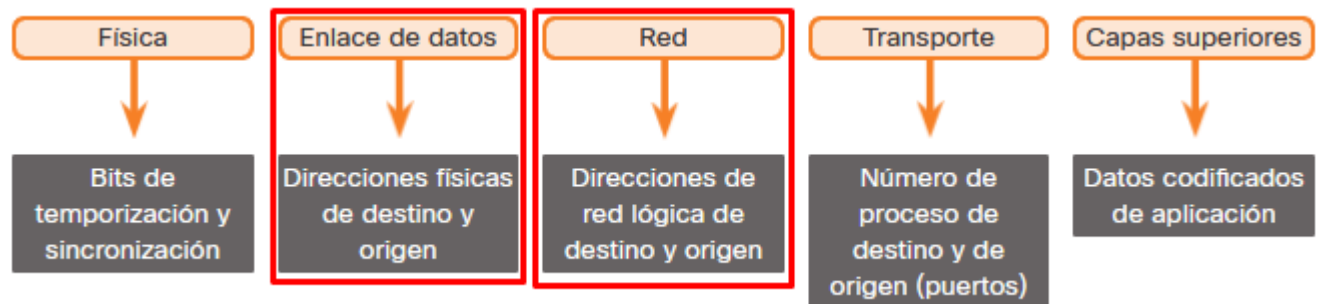 Física
Enlace de datos
Red
Transporte
Capas superiores
Bits de
temporización y
sincronización
Direcciones físicas
de destino y
origen
Direcciones de
red lógica de
destino y origen
Número de
proceso de
destino y de
origen (puertos)
Datos codificados
de aplicación